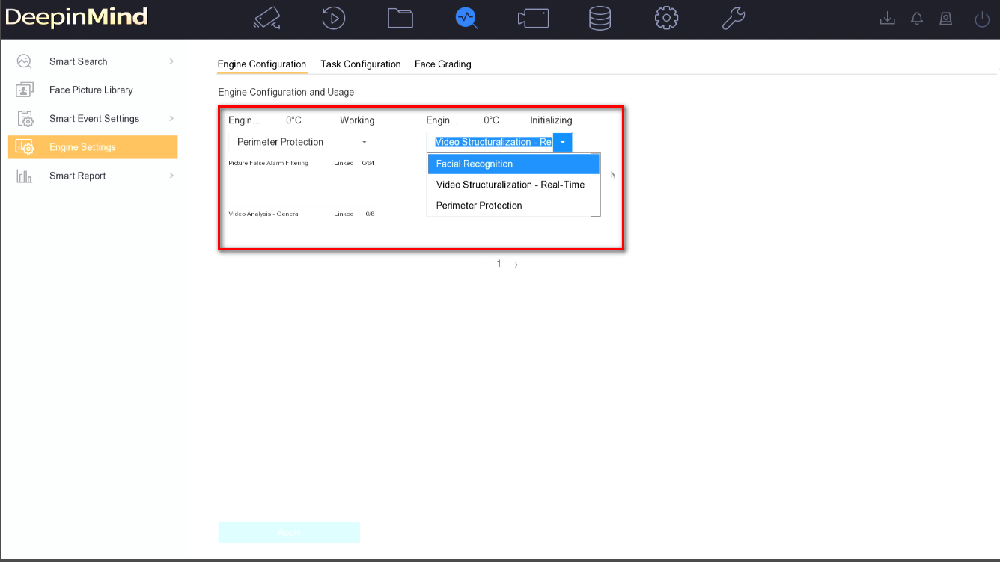 DeepinMind
Smart Search
Face Picture Library
Smart Event Settings
Engine Settings
Smart Report
Engine Configuration Task Configuration Face Grading
Engine Configuration and Usage
Engin... 0°C Working
Perimeter Protection
Picture False Alarm Filtering Linked 0/64
Video Analysis - General Linked 0/8
Engin... 0°C Initializing
Video Structuralization - Rea
Facial Recognition
Video Structuralization - Real-Time
Perimeter Protection
1
Apply